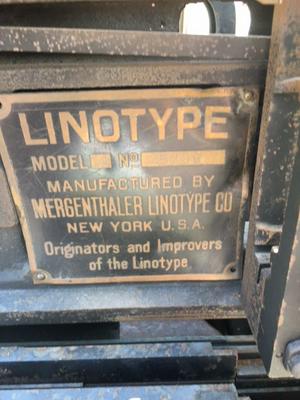 LINOTYPE
MODEL Nº
MANUFACTURED BY
MERGENTHALER LINOTYPE CO
NEW YORK U.S.A.
Originators and Improvers
of the Linotype